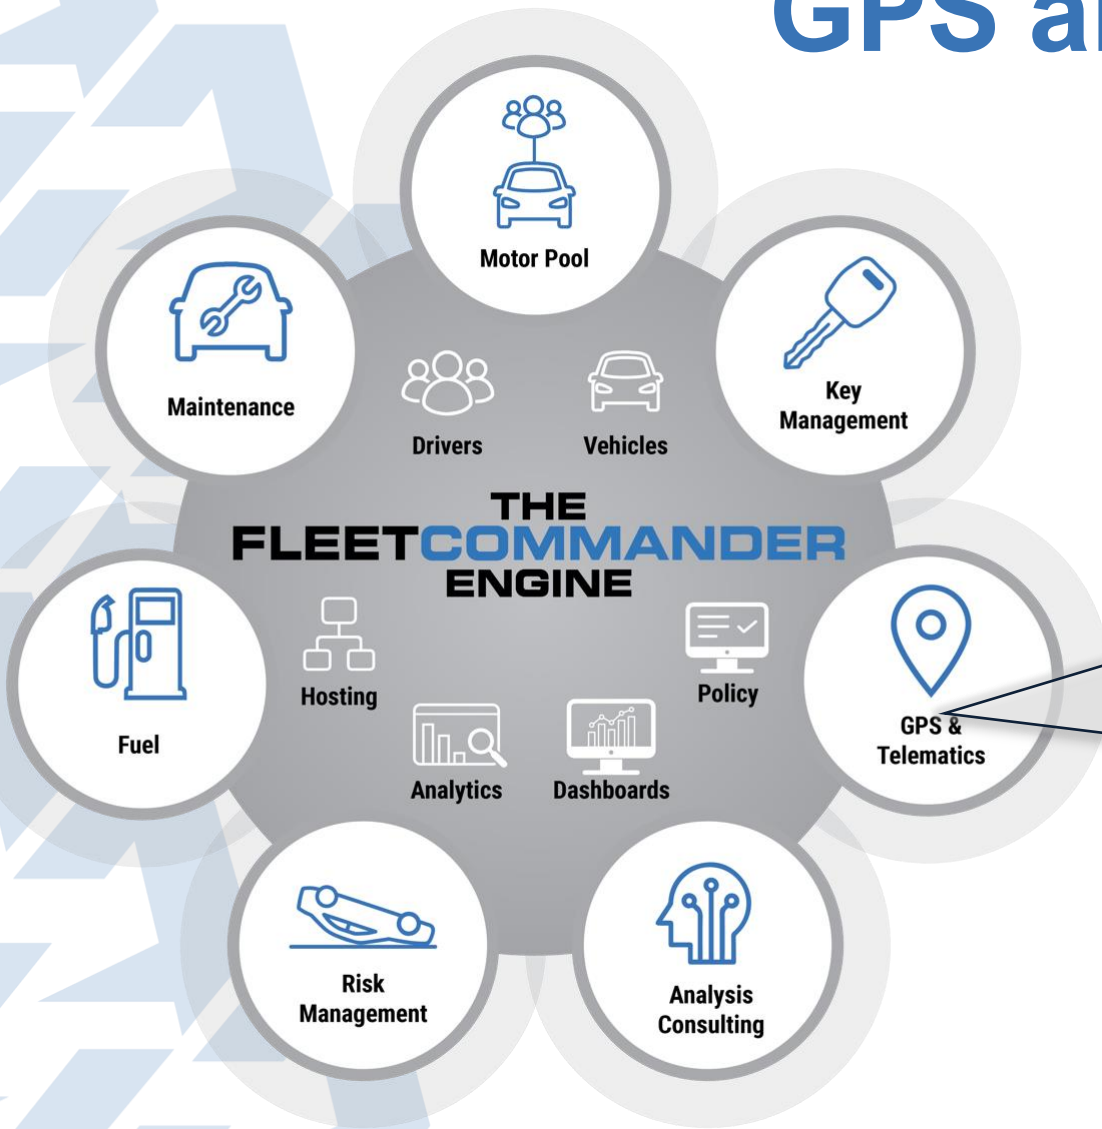 GPS a
Motor Pool
Maintenance
Key
Management
Drivers
Vehicles
THE
FLEETCOMMANDER
ENGINE
Hosting
Policy
Fuel
GPS &
Telematics
Analytics
Dashboards
Risk
Management
Analysis
Consulting